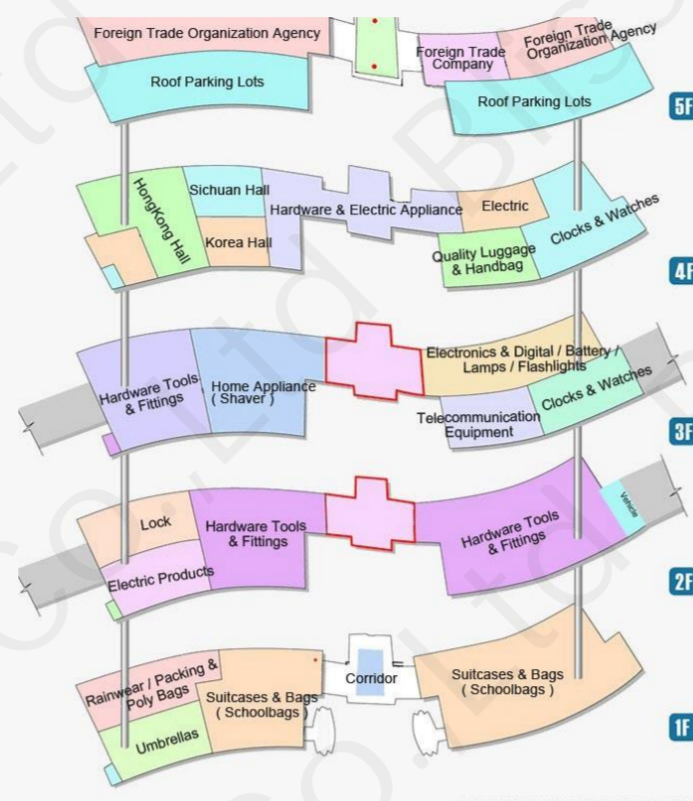 Foreign Trade Organization Agency
Foreign Trade
Company
Foreign Trade
Organization Agency
Roof Parking Lots
Roof Parking Lots
5F
HongKong Hall
Sichuan Hall
Korea Hall
Hardware & Electric Appliance
Electric
Quality Luggage
& Handbag
Clocks & Watches
4F
Hardware Tools
& Fittings
Home Appliance
( Shaver )
Electronics & Digital / Battery /
Lamps / Flashlights
Telecommunication
Equipment
Clocks & Watches
3F
Lock
Electric Products
Hardware Tools
& Fittings
Hardware Tools
& Fittings
Vehicle
2F
Rainwear / Packing &
Poly Bags
Umbrellas
Suitcases & Bags
( Schoolbags )
Corridor
Suitcases & Bags
( Schoolbags )
1F
Co., Ltd